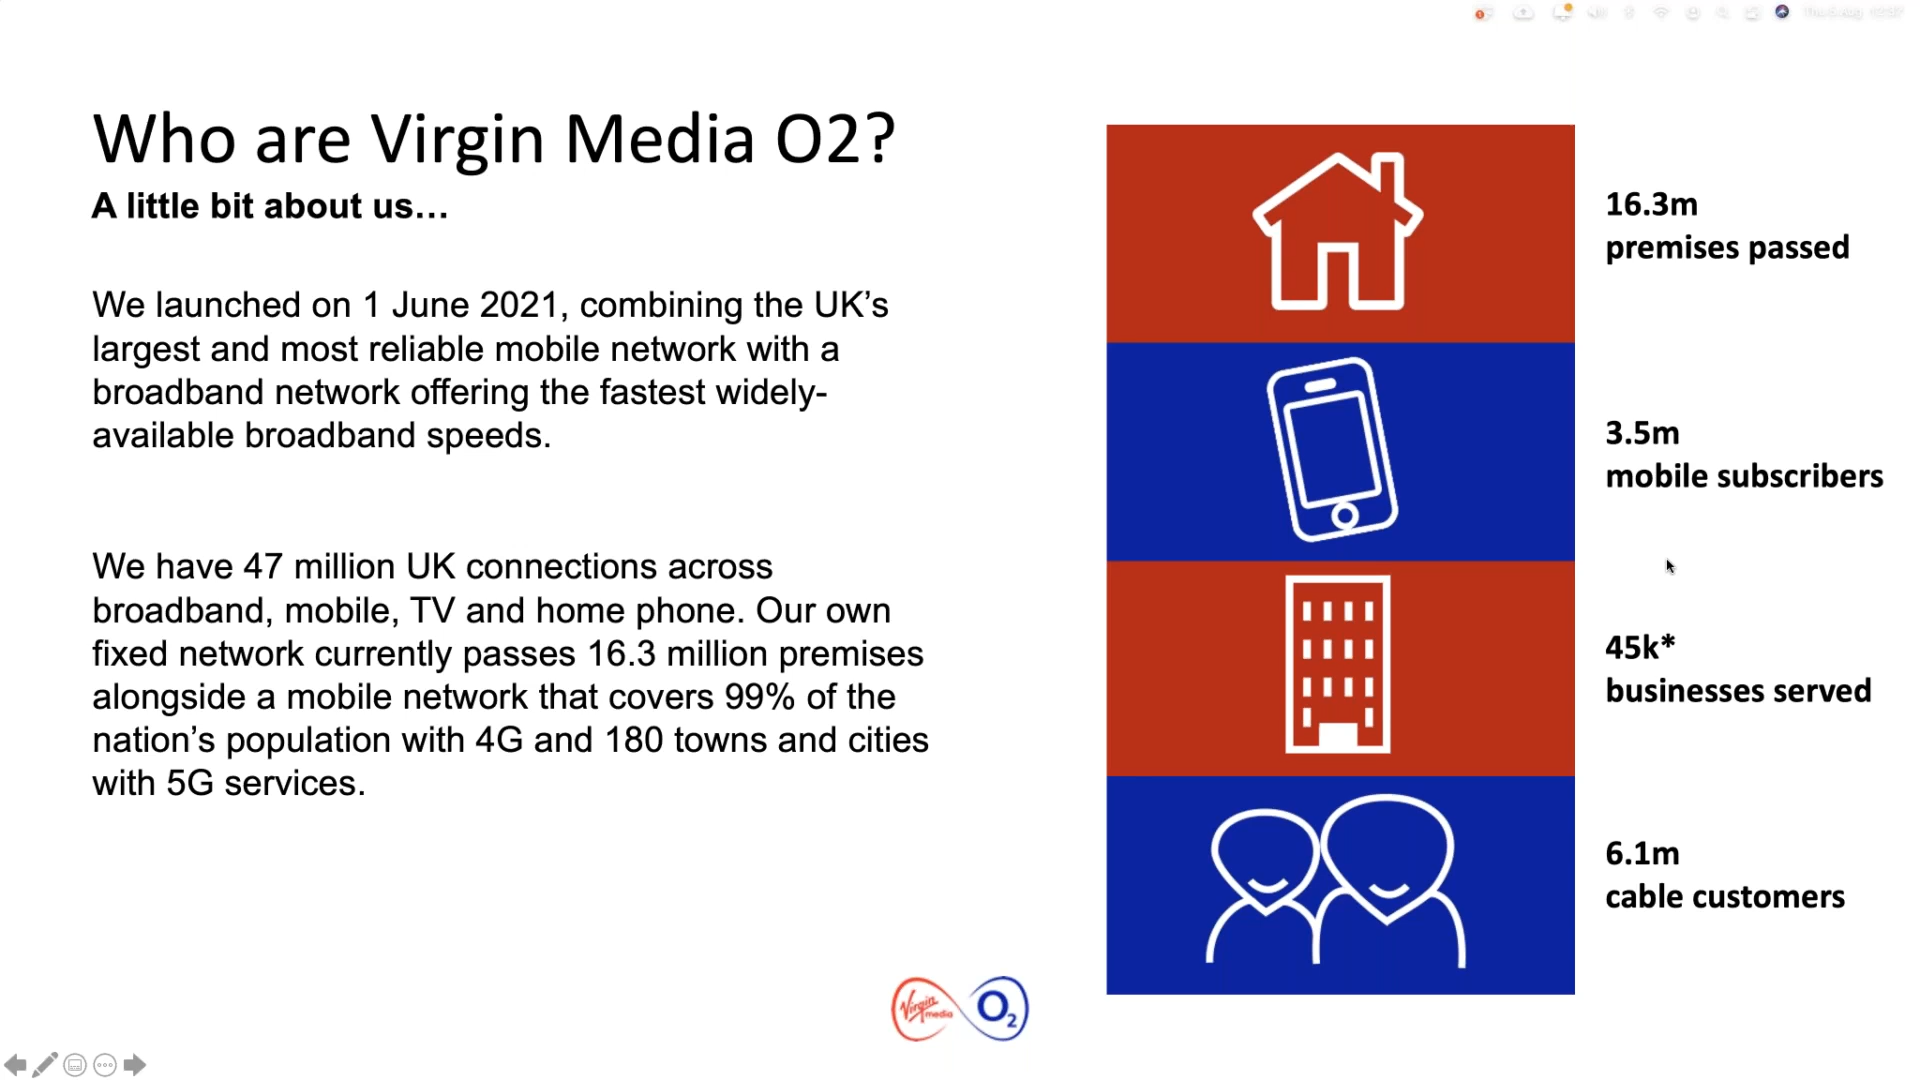 Who are Virgin Media O2?
A little bit about us...
We launched on 1 June 2021, combining the UK’s
largest and most reliable mobile network with a
broadband network offering the fastest widely-
available broadband speeds.
We have 47 million UK connections across
broadband, mobile, TV and home phone. Our own
fixed network currently passes 16.3 million premises
alongside a mobile network that covers 99% of the
nation’s population with 4G and 180 towns and cities
with 5G services.
16.3m
premises passed
3.5m
mobile subscribers
45k*
businesses served
6.1m
cable customers
Virgin
media
O2